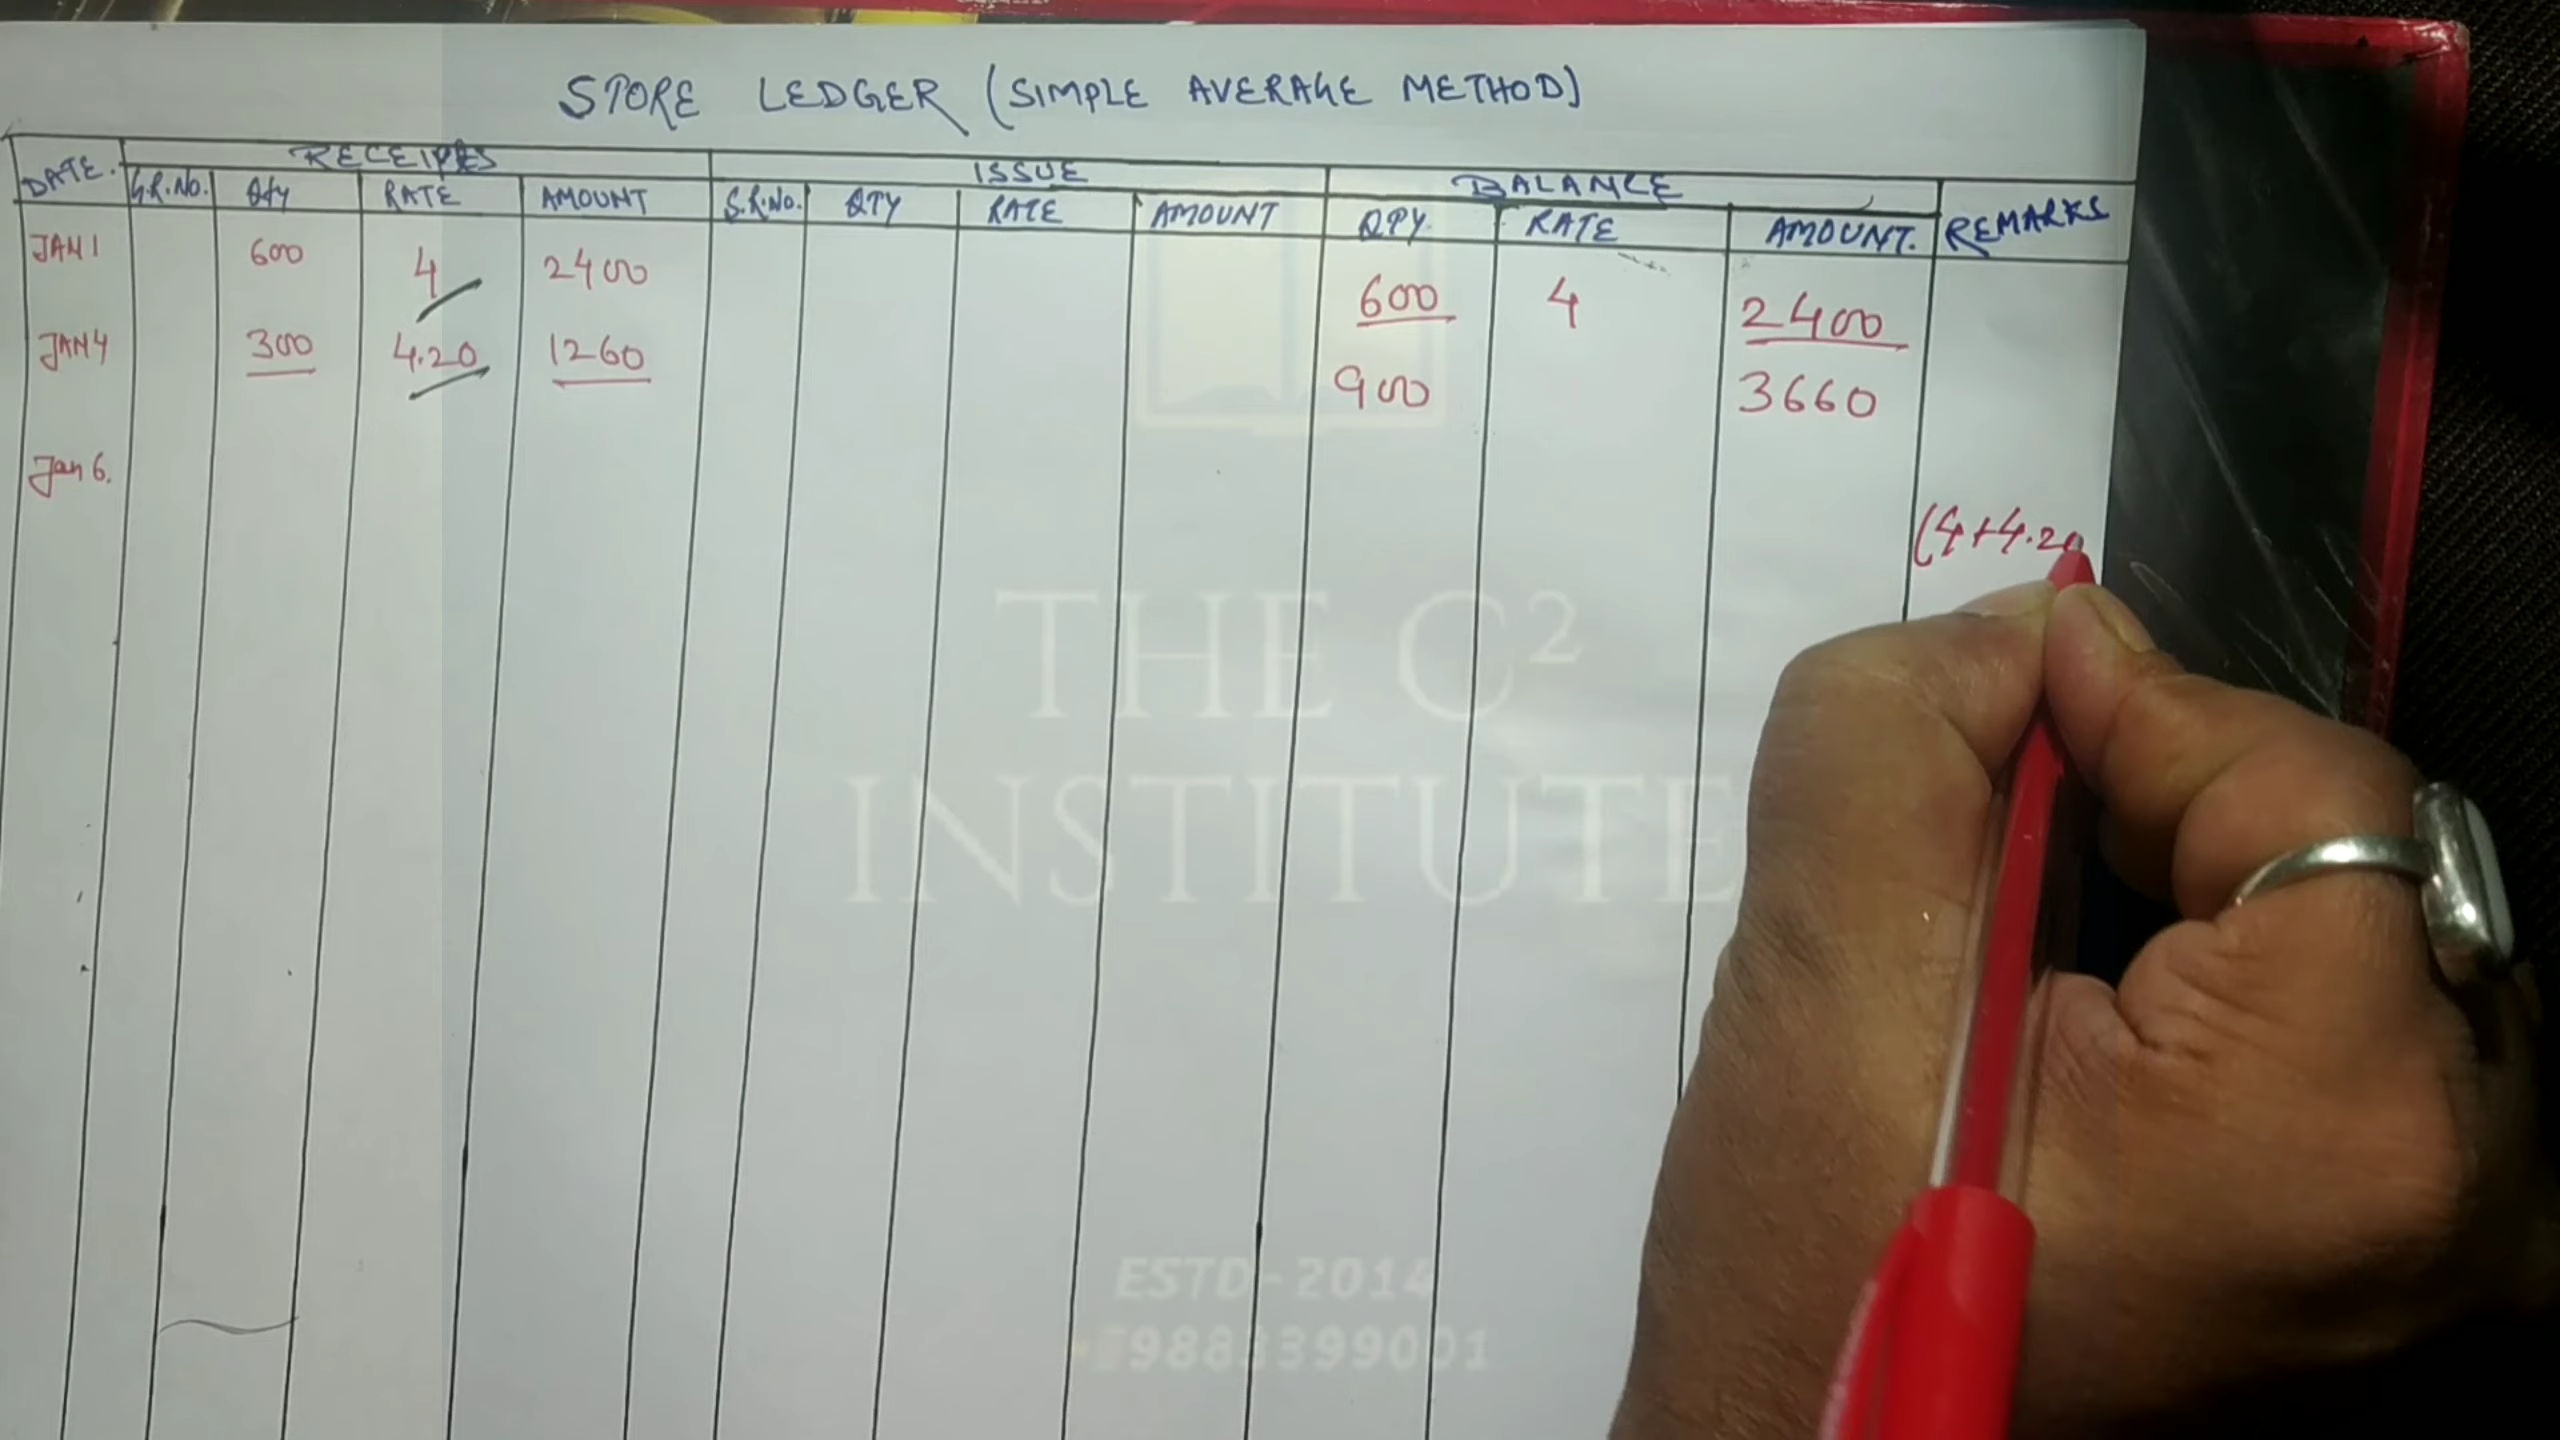 STORE LEDGER (SIMPLE AVERAGE METHOD)
DATE. RECEIPTS ISSUE BALANCE REMARKS
S.R.No. Qty RATE AMOUNT S.R.No. QTY RATE AMOUNT QTY. RATE AMOUNT.
JAN 1 600 4 2400 600 4 2400
JAN 4 300 4.20 1260 900 3660
Jan 6.
(4+4.20
THE C²
INSTITUTE
ESTD-2014